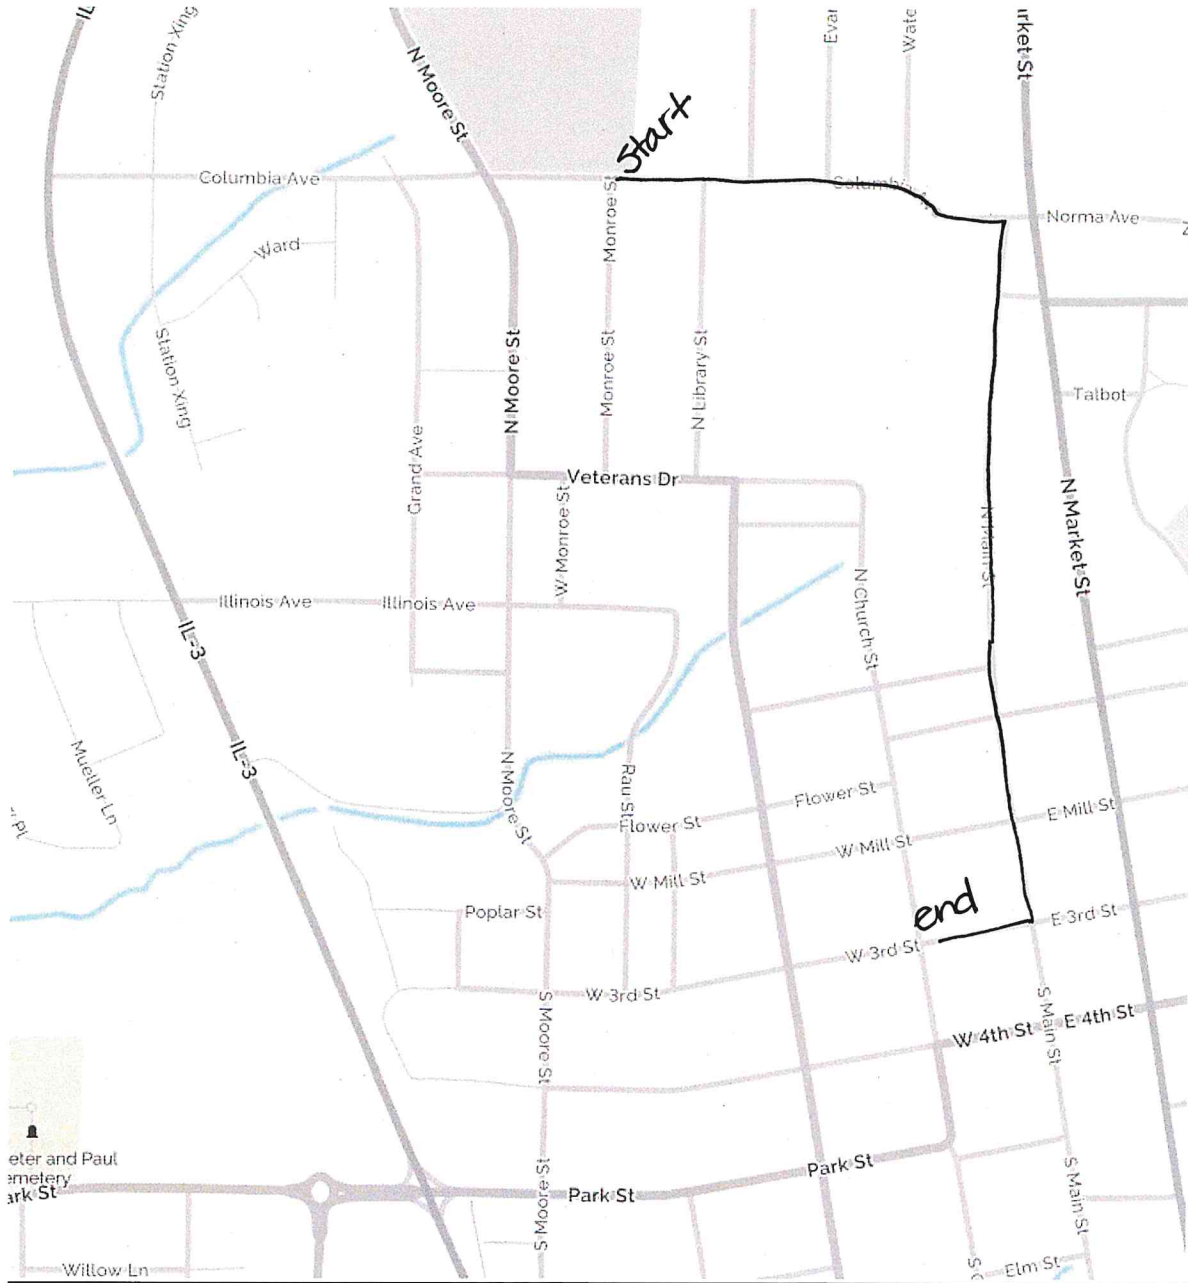 IL
Station Xing
N Moore St
Evar
Wate
rket St
Start
Columbia Ave
Monroe St
Columbia
Norma Ave
Ward
Station Xing
N Moore St
Monroe St
N Library St
Talbot
Grand Ave
Veterans Dr
W Monroe St
N Main St
N Market St
N Church St
Illinois Ave
Illinois Ave
IL-3
IL-3
Mueller Ln
Pl
N Moore St
Rau St
Flower St
Flower St
E Mill St
W Mill St
W Mill St
Poplar St
end
E 3rd St
W 3rd St
W 3rd St
S Moore St
S Main St
W 4th St
E 4th St
eter and Paul
emetery
ark St
Park St
Park St
S Moore St
S Main St
Willow Ln
Elm St